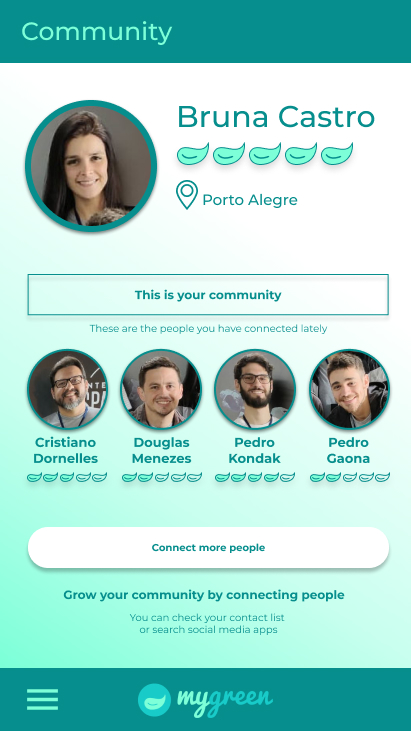 Community
Bruna Castro
Porto Alegre
This is your community
These are the people you have connected lately
Cristiano
Dornelles
Douglas
Menezes
Pedro
Kondak
Pedro
Gaona
Connect more people
Grow your community by connecting people
You can check your contact list
or search social media apps
mygreen